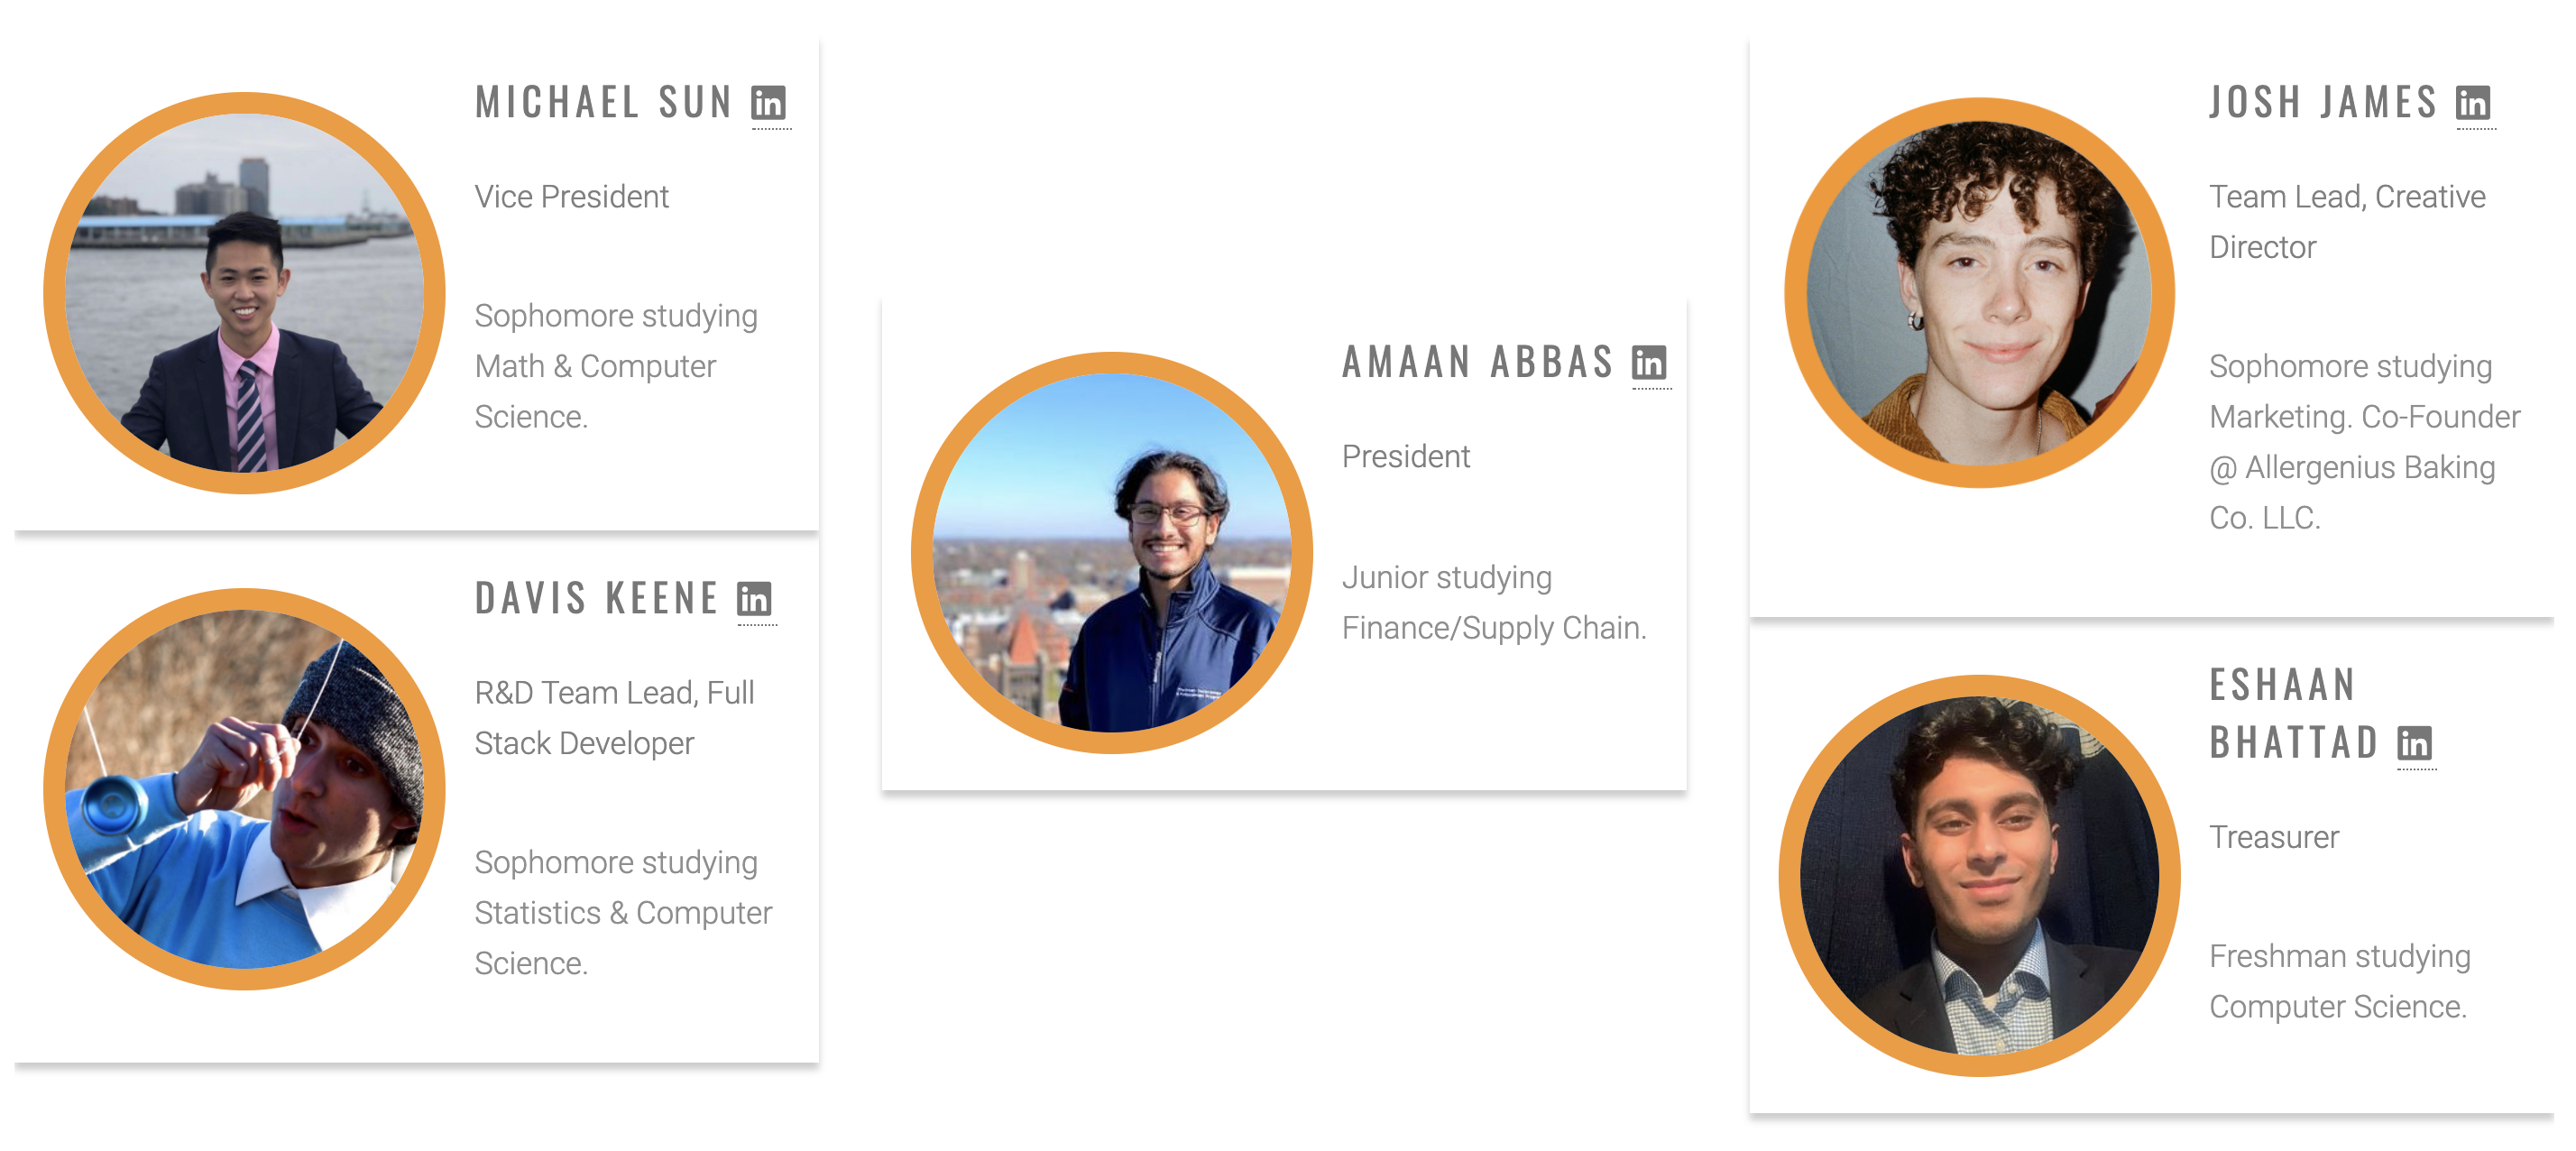 MICHAEL SUN in
Vice President
Sophomore studying
Math & Computer
Science.
DAVIS KEENE in
R&D Team Lead, Full
Stack Developer
Sophomore studying
Statistics & Computer
Science.
AMAAN ABBAS in
President
Junior studying
Finance/Supply Chain.
JOSH JAMES in
Team Lead, Creative
Director
Sophomore studying
Marketing. Co-Founder
@ Allergenius Baking
Co. LLC.
ESHAAN
BHATTAD in
Treasurer
Freshman studying
Computer Science.